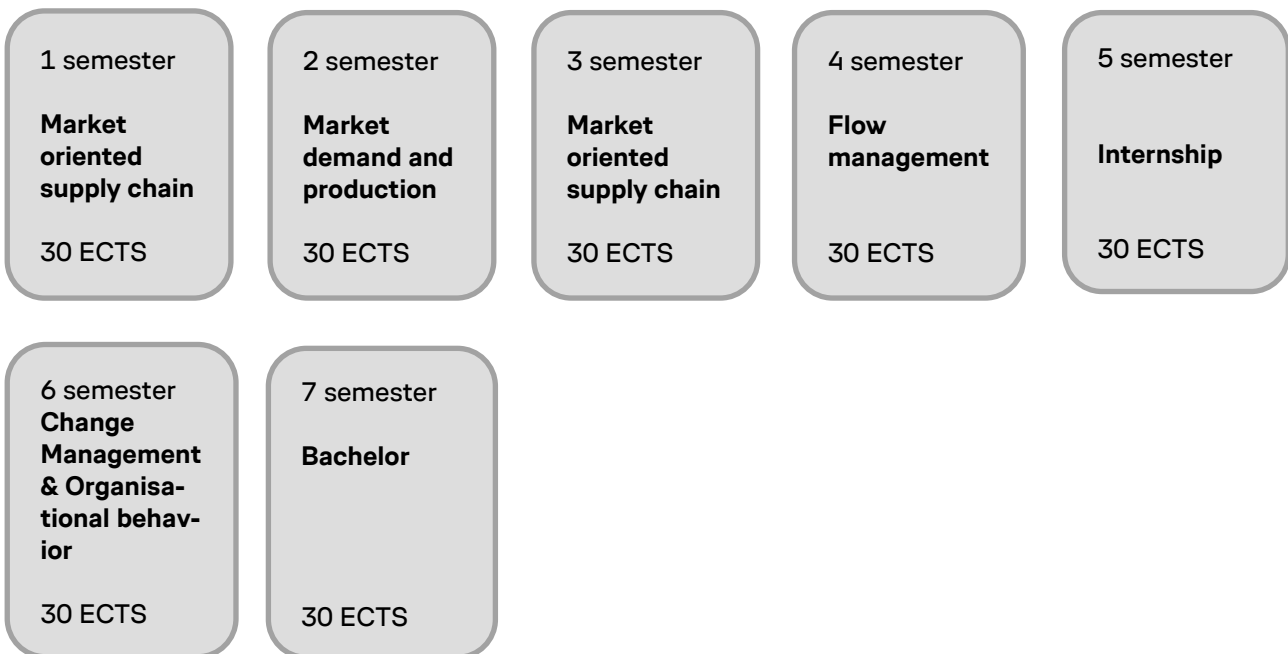 1 semester
Market
oriented
supply chain
30 ECTS
2 semester
Market
demand and
production
30 ECTS
3 semester
Market
oriented
supply chain
30 ECTS
4 semester
Flow
management
30 ECTS
5 semester
Internship
30 ECTS
6 semester
Change
Management
& Organisa-
tional behav-
ior
30 ECTS
7 semester
Bachelor
30 ECTS